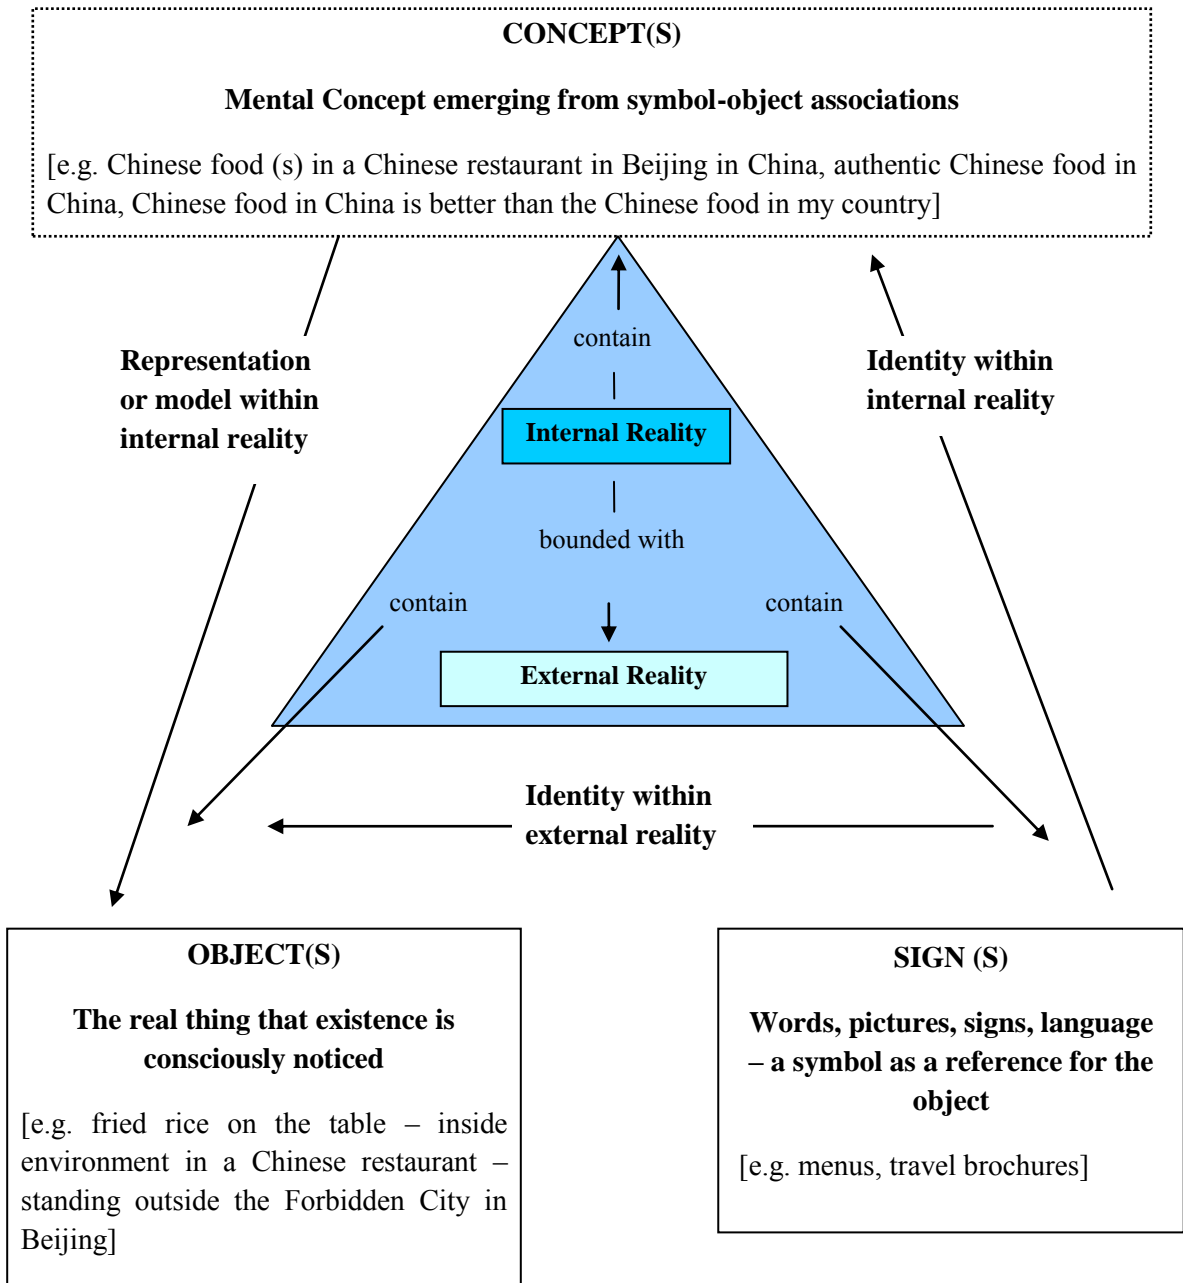 CONCEPT(S)
Mental Concept emerging from symbol-object associations
[e.g. Chinese food (s) in a Chinese restaurant in Beijing in China, authentic Chinese food in
China, Chinese food in China is better than the Chinese food in my country]
contain
Representation
or model within
internal reality
Identity within
internal reality
Internal Reality
bounded with
contain
contain
External Reality
Identity within
external reality
OBJECT(S)
The real thing that existence is
consciously noticed
[e.g. fried rice on the table – inside
environment in a Chinese restaurant –
standing outside the Forbidden City in
Beijing]
SIGN (S)
Words, pictures, signs, language
– a symbol as a reference for the
object
[e.g. menus, travel brochures]